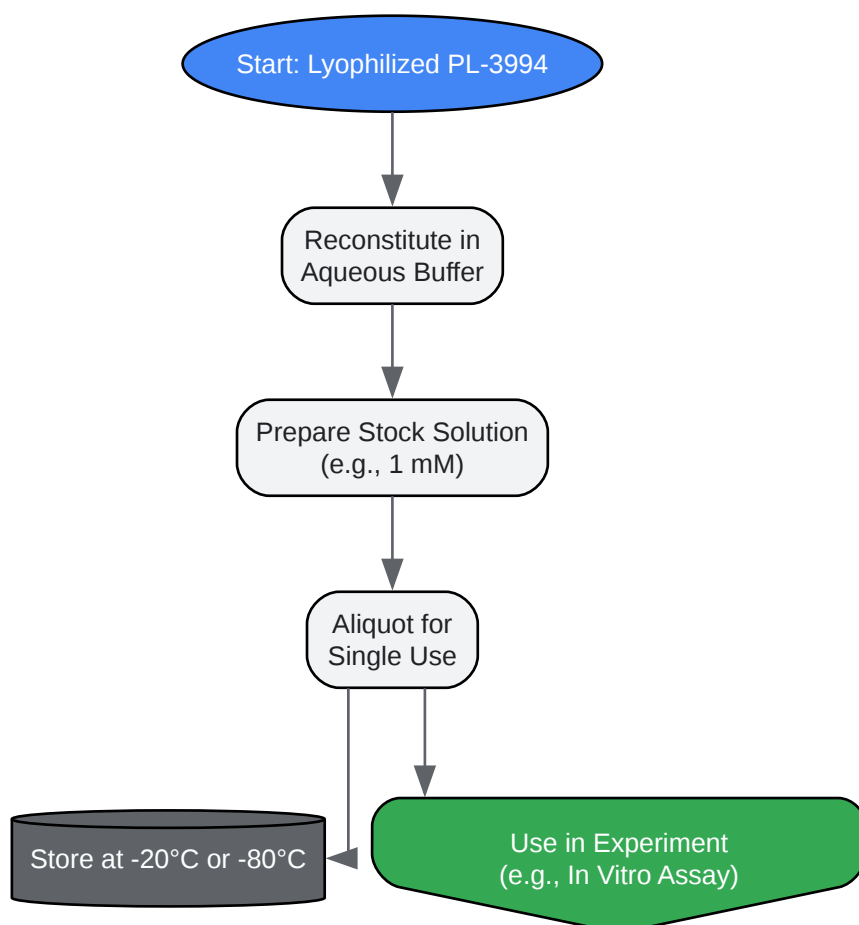 Start: Lyophilized PL-3994
Reconstitute in
Aqueous Buffer
Prepare Stock Solution
(e.g., 1 mM)
Aliquot for
Single Use
Store at -20°C or -80°C
Use in Experiment
(e.g., In Vitro Assay)